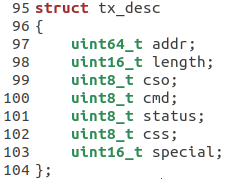 95 struct tx_desc
96 {
97     uint64_t addr;
98     uint16_t length;
99     uint8_t cso;
100     uint8_t cmd;
101     uint8_t status;
102     uint8_t css;
103     uint16_t special;
104 };